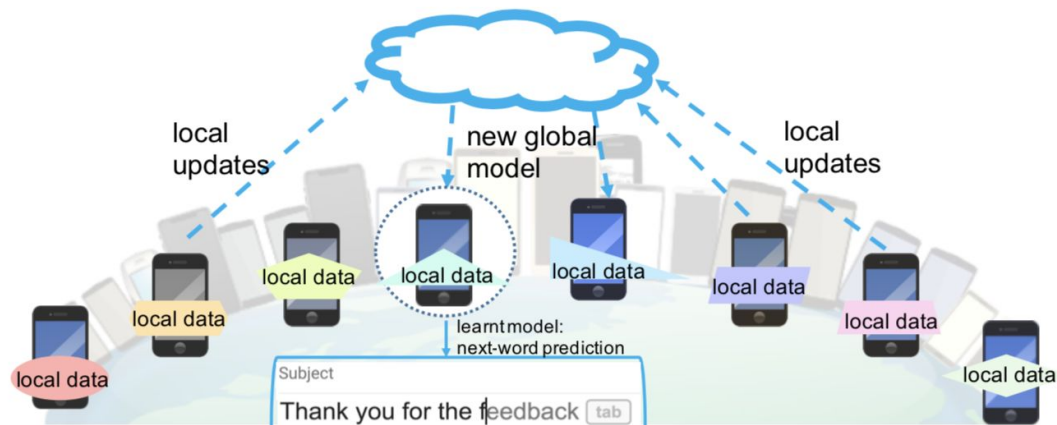 local
updates
new global
model
local
updates
local data
local data
local data
local data
local data
local data
local data
local data
learnt model:
next-word prediction
Subject
Thank you for the feedback tab